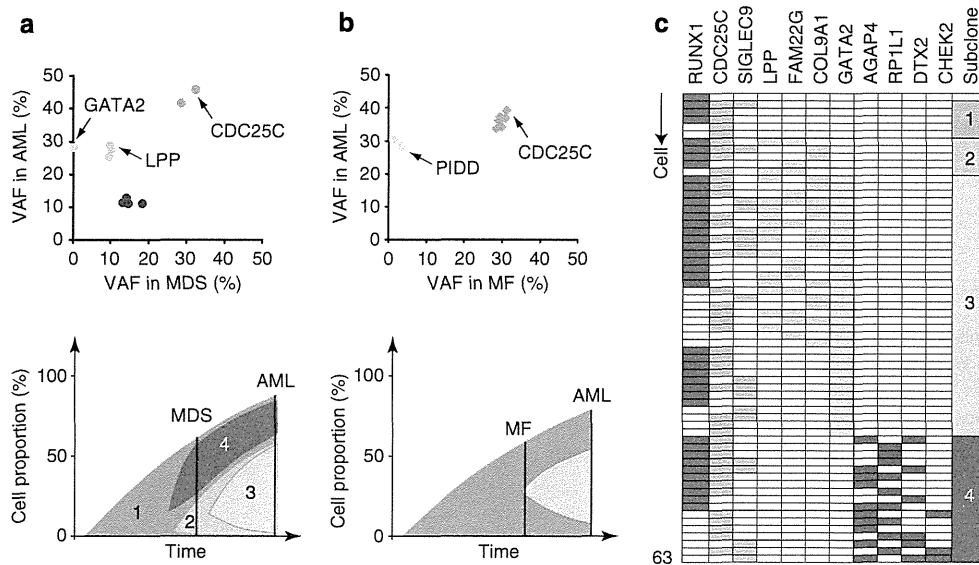 a
VAF in AML (%)
50
40
30
20
10
0
GATA2
CDC25C
LPP
0 10 20 30 40 50
VAF in MDS (%)
b
VAF in AML (%)
50
40
30
20
10
0
CDC25C
PIDD
0 10 20 30 40 50
VAF in MF (%)
Cell proportion (%)
100
50
0
MDS
AML
1
2
3
4
Time
Cell proportion (%)
100
50
0
MF
AML
Time
c
RUNX1
CDC25C
SIGLEC9
LPP
FAM22G
COL9A1
GATA2
AGAP4
RP1L1
DTX2
CHEK2
Subclone
Cell
63
1
2
3
4